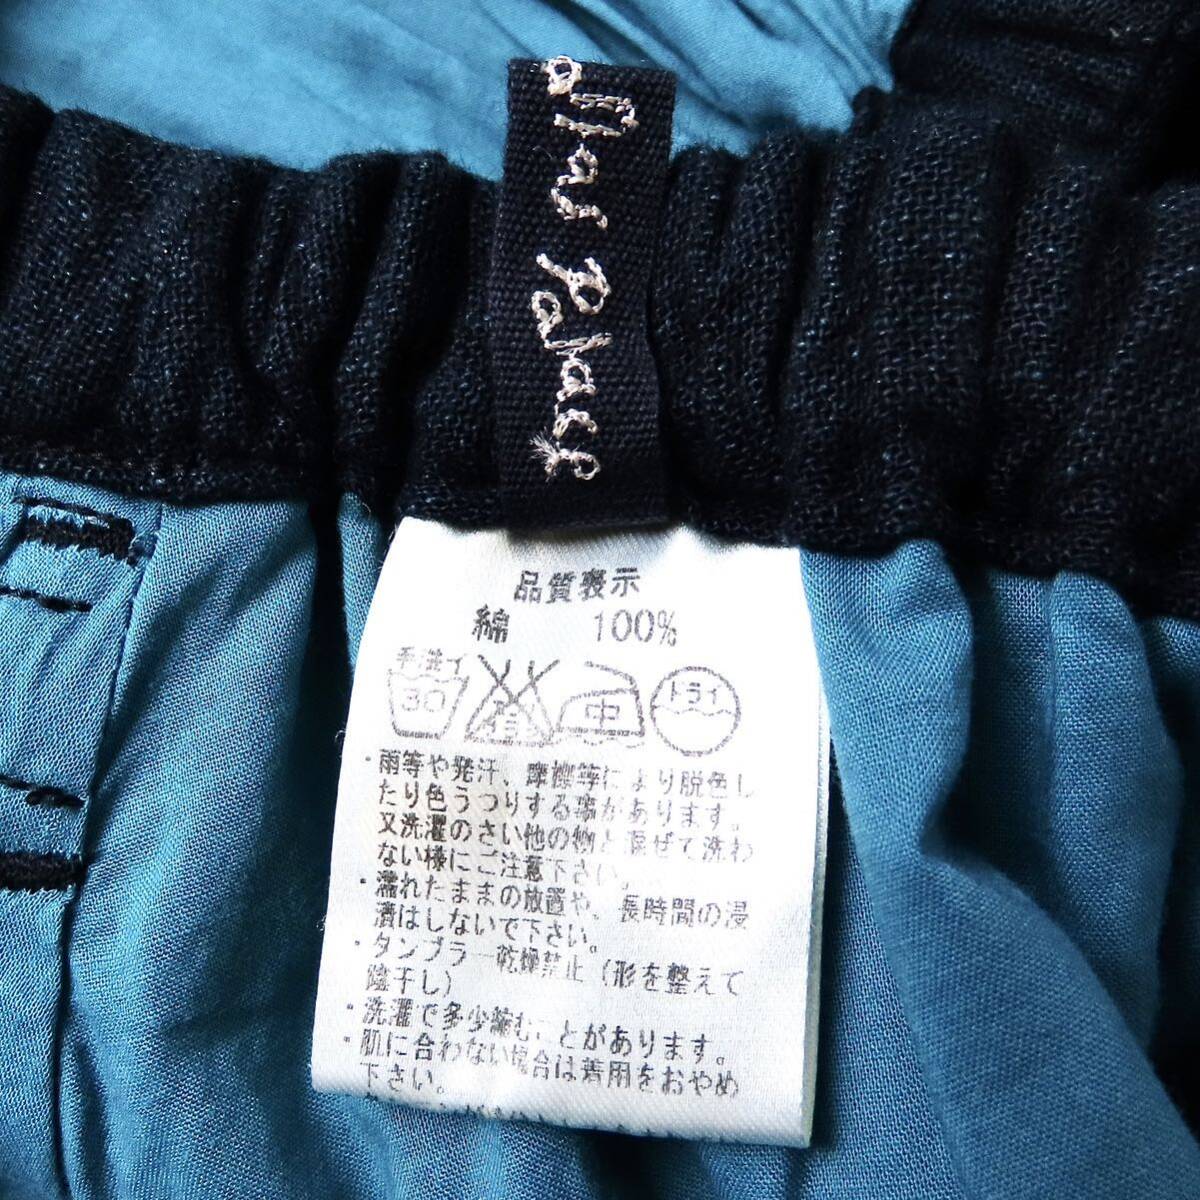 Palace
品質表示
綿 100%
手洗イ
30
エンソ
サラシ
中
ドライ
・雨等や発汗、摩擦等により脱色し
たり色うつりする事があります。
又洗濯のさい他の物と混ぜて洗わ
ない様にご注意下さい。
・濡れたままの放置や、長時間の浸
漬はしないで下さい。
・タンブラー乾燥禁止(形を整えて
陰干し)
・洗濯で多少縮むことがあります。
・肌に合わない場合は着用をおやめ
下さい。